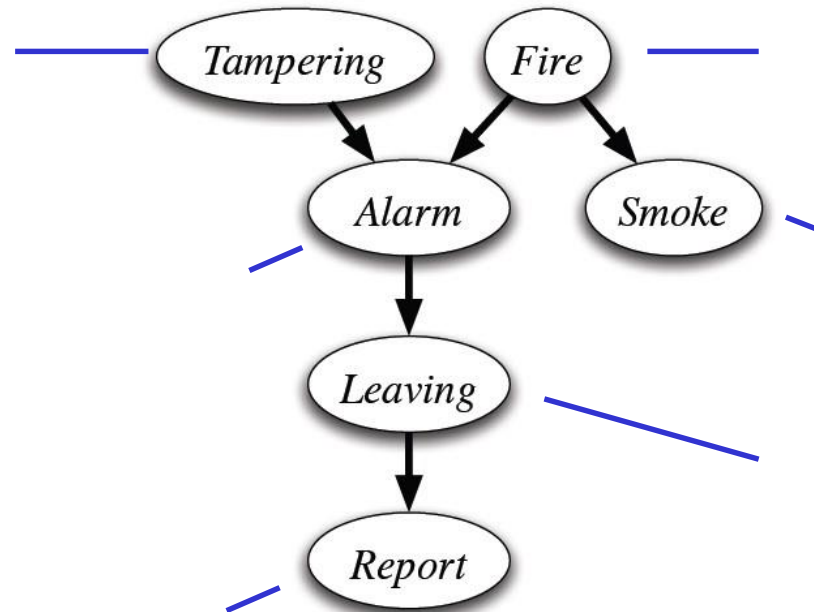 Tampering
Fire
Alarm
Smoke
Leaving
Report